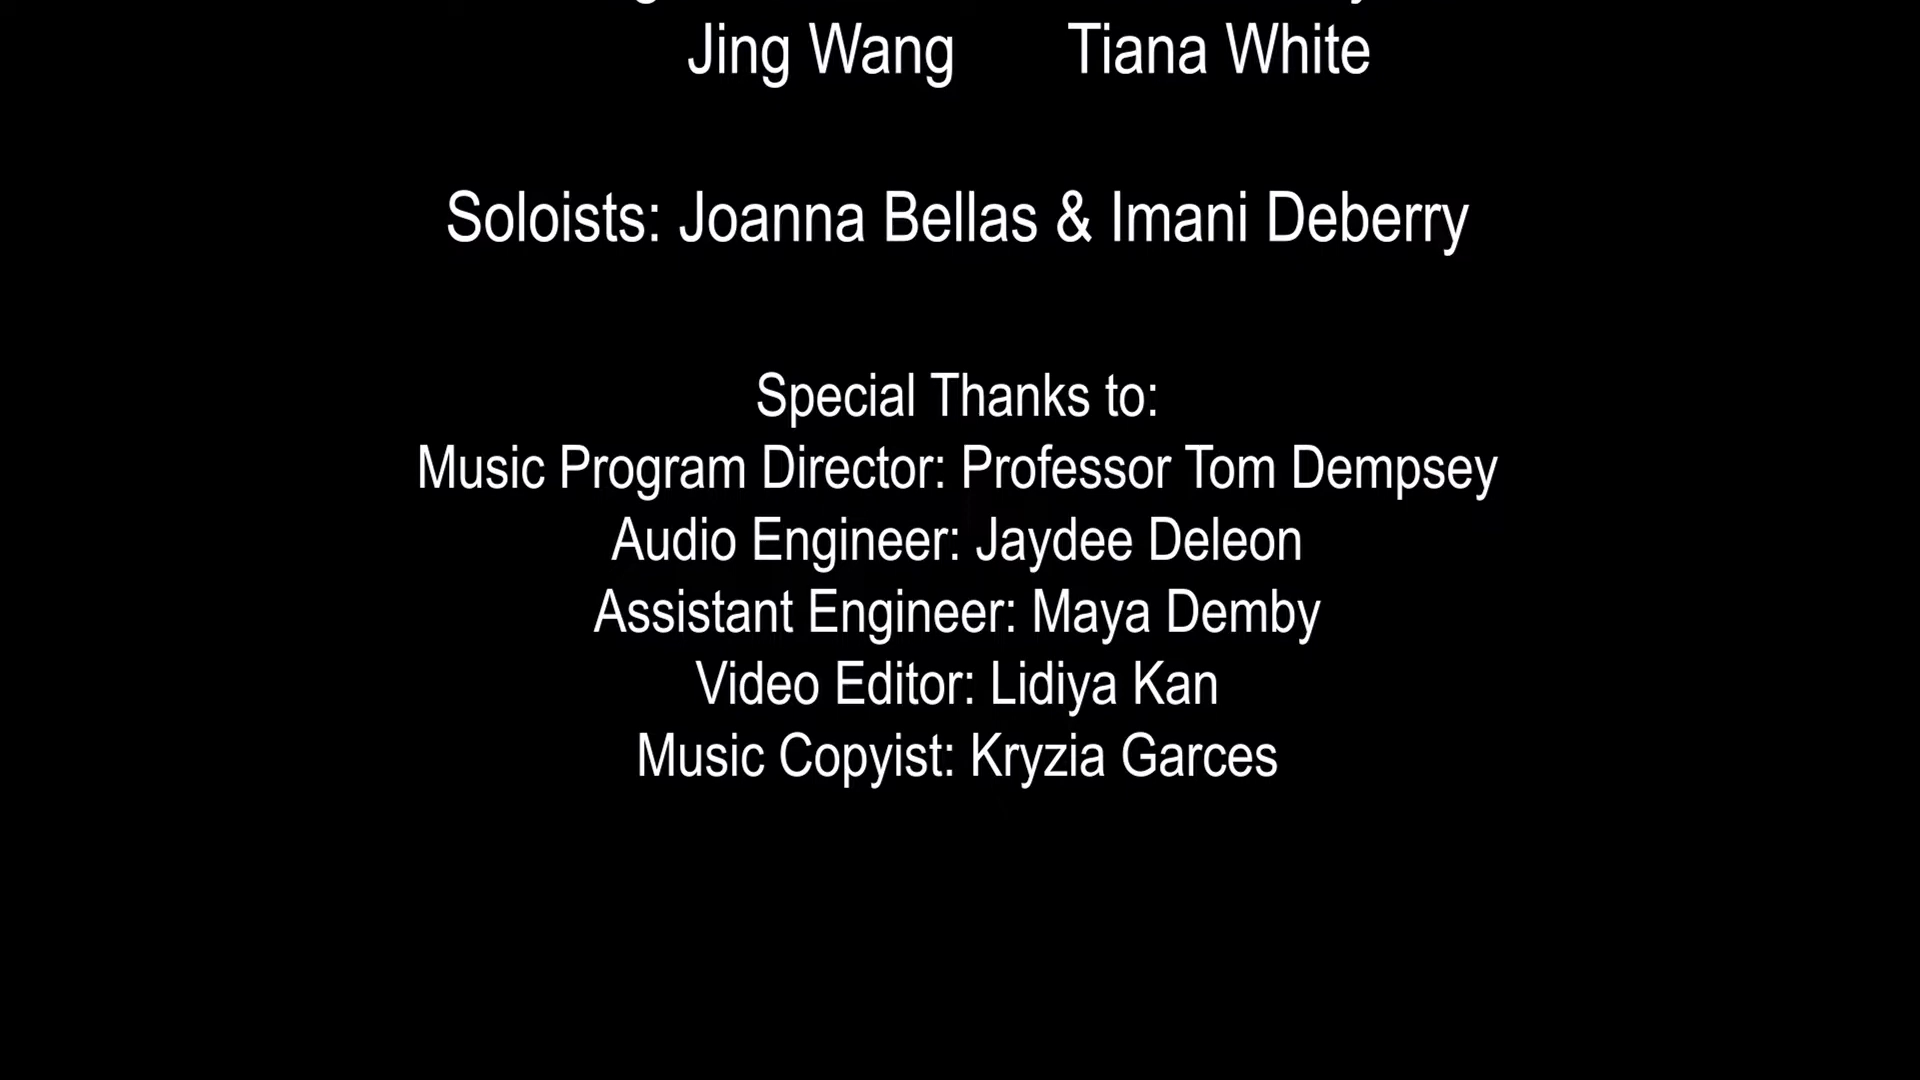 Jing Wang Tiana White
Soloists: Joanna Bellas & Imani Deberry
Special Thanks to:
Music Program Director: Professor Tom Dempsey
Audio Engineer: Jaydee Deleon
Assistant Engineer: Maya Demby
Video Editor: Lidiya Kan
Music Copyist: Kryzia Garces